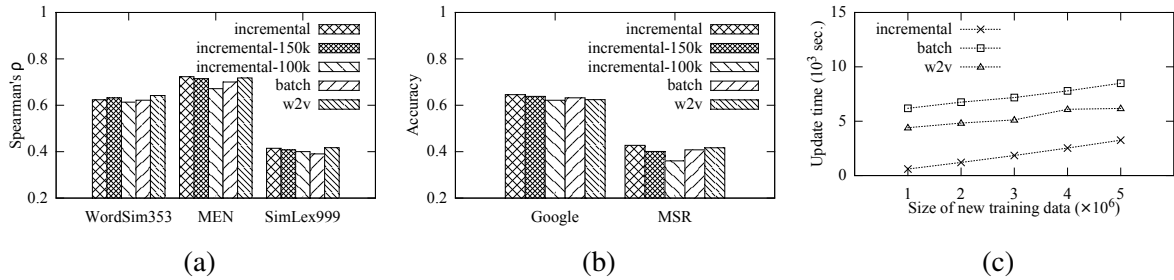 1
0.8
0.6
0.4
0.2
Spearman's ρ
incremental
incremental-150k
incremental-100k
batch
w2v
WordSim353 MEN SimLex999
(a)
1
0.8
0.6
0.4
0.2
Accuracy
incremental
incremental-150k
incremental-100k
batch
w2v
Google MSR
(b)
15
10
5
0
Update time (10³ sec.)
incremental
batch
w2v
1 2 3 4 5
Size of new training data (×10⁶)
(c)